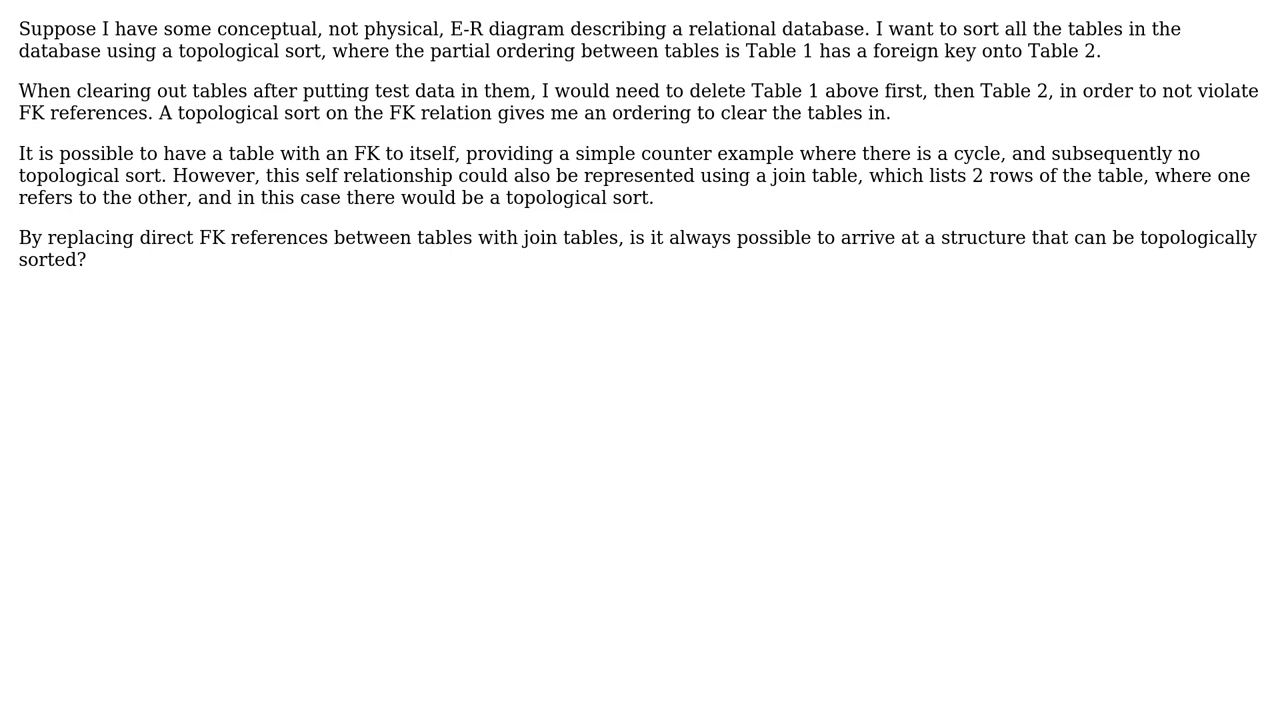 Suppose I have some conceptual, not physical, E-R diagram describing a relational database. I want to sort all the tables in the
database using a topological sort, where the partial ordering between tables is Table 1 has a foreign key onto Table 2.
When clearing out tables after putting test data in them, I would need to delete Table 1 above first, then Table 2, in order to not violate
FK references. A topological sort on the FK relation gives me an ordering to clear the tables in.
It is possible to have a table with an FK to itself, providing a simple counter example where there is a cycle, and subsequently no
topological sort. However, this self relationship could also be represented using a join table, which lists 2 rows of the table, where one
refers to the other, and in this case there would be a topological sort.
By replacing direct FK references between tables with join tables, is it always possible to arrive at a structure that can be topologically
sorted?